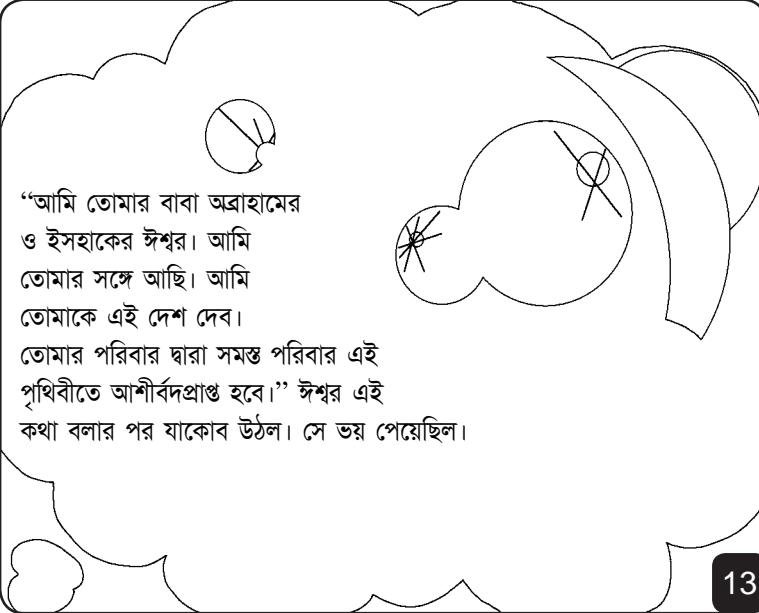 “আমি তোমার বাবা অব্রাহামের
ও ইসহাকের ঈশ্বর। আমি
তোমার সঙ্গে আছি। আমি
তোমাকে এই দেশ দেব।
তোমার পরিবার দ্বারা সমস্ত পরিবার এই
পৃথিবীতে আশীর্বদপ্রাপ্ত হবে।” ঈশ্বর এই
কথা বলার পর যাকোব উঠল। সে ভয় পেয়েছিল।
13